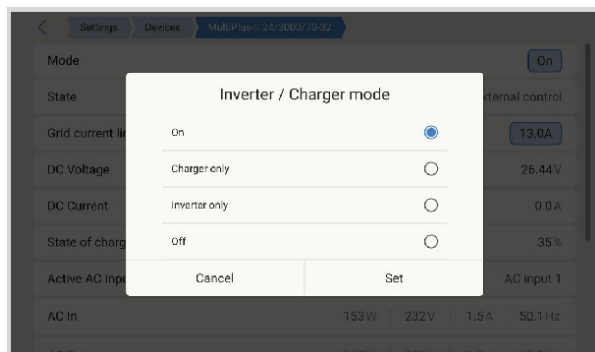 Settings Devices MultiPlus-II 24/3000/70-32
Mode On
State xternal control
Inverter / Charger mode
Grid current lin 13.0A
On
DC Voltage 26.44V
Charger only
DC Current 0.0A
Inverter only
State of charg 35%
Off
Active AC Inpu AC input 1
Cancel Set
AC In 153W 232V 1.5A 50.1Hz